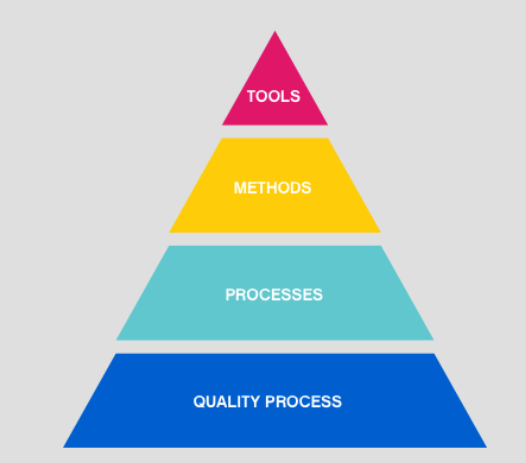 TOOLS
METHODS
PROCESSES
QUALITY PROCESS